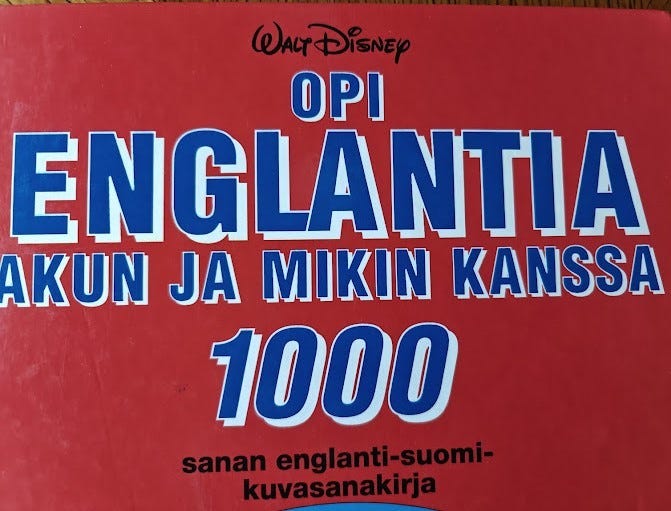 Walt Disney
OPI
ENGLANTIA
AKUN JA MIKIN KANSSA
1000
sanan englanti-suomi-
kuvasanakirja